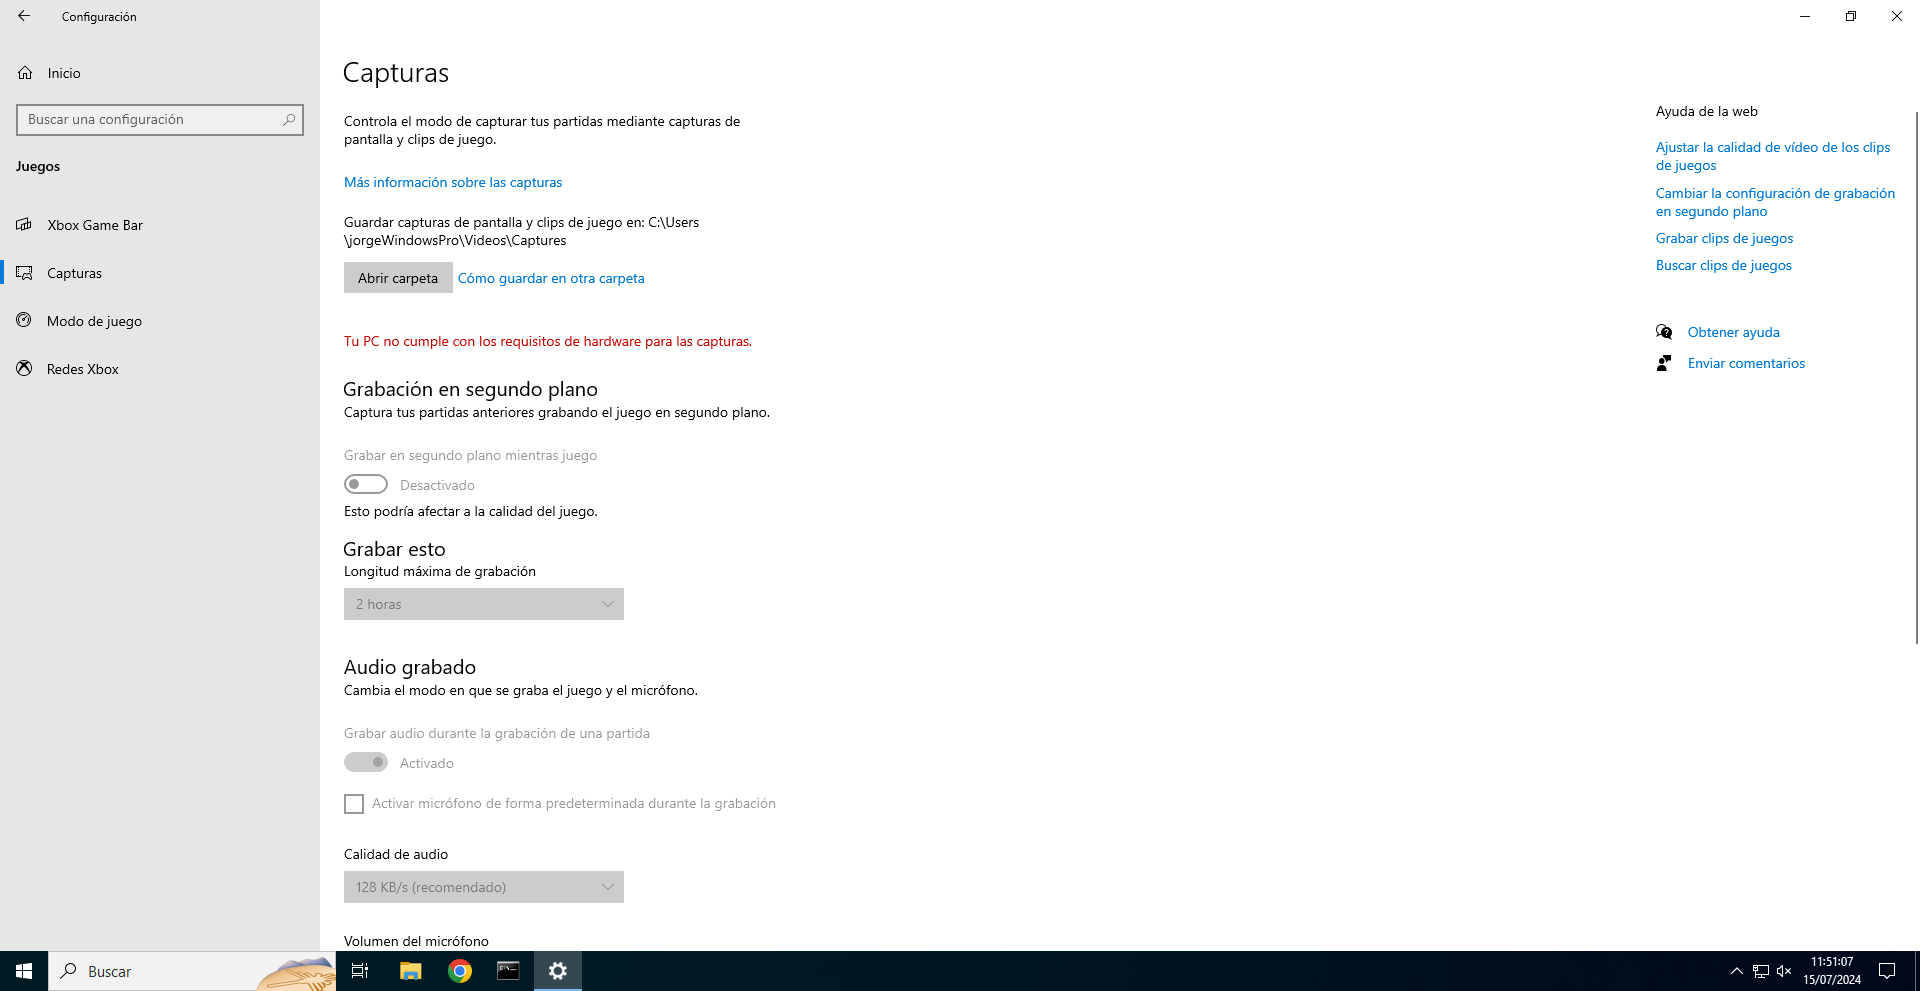 Configuración
Inicio
Buscar una configuración
Juegos
Xbox Game Bar
Capturas
Modo de juego
Redes Xbox
Capturas
Controla el modo de capturar tus partidas mediante capturas de
pantalla y clips de juego.
Más información sobre las capturas
Guardar capturas de pantalla y clips de juego en: C:\Users
\jorgeWindowsPro\Videos\Captures
Abrir carpeta
Cómo guardar en otra carpeta
Tu PC no cumple con los requisitos de hardware para las capturas.
Grabación en segundo plano
Captura tus partidas anteriores grabando el juego en segundo plano.
Grabar en segundo plano mientras juego
Desactivado
Esto podría afectar a la calidad del juego.
Grabar esto
Longitud máxima de grabación
2 horas
Audio grabado
Cambia el modo en que se graba el juego y el micrófono.
Grabar audio durante la grabación de una partida
Activado
Activar micrófono de forma predeterminada durante la grabación
Calidad de audio
128 KB/s (recomendado)
Volumen del micrófono
Ayuda de la web
Ajustar la calidad de vídeo de los clips
de juegos
Cambiar la configuración de grabación
en segundo plano
Grabar clips de juegos
Buscar clips de juegos
Obtener ayuda
Enviar comentarios
Buscar
11:51:07
15/07/2024